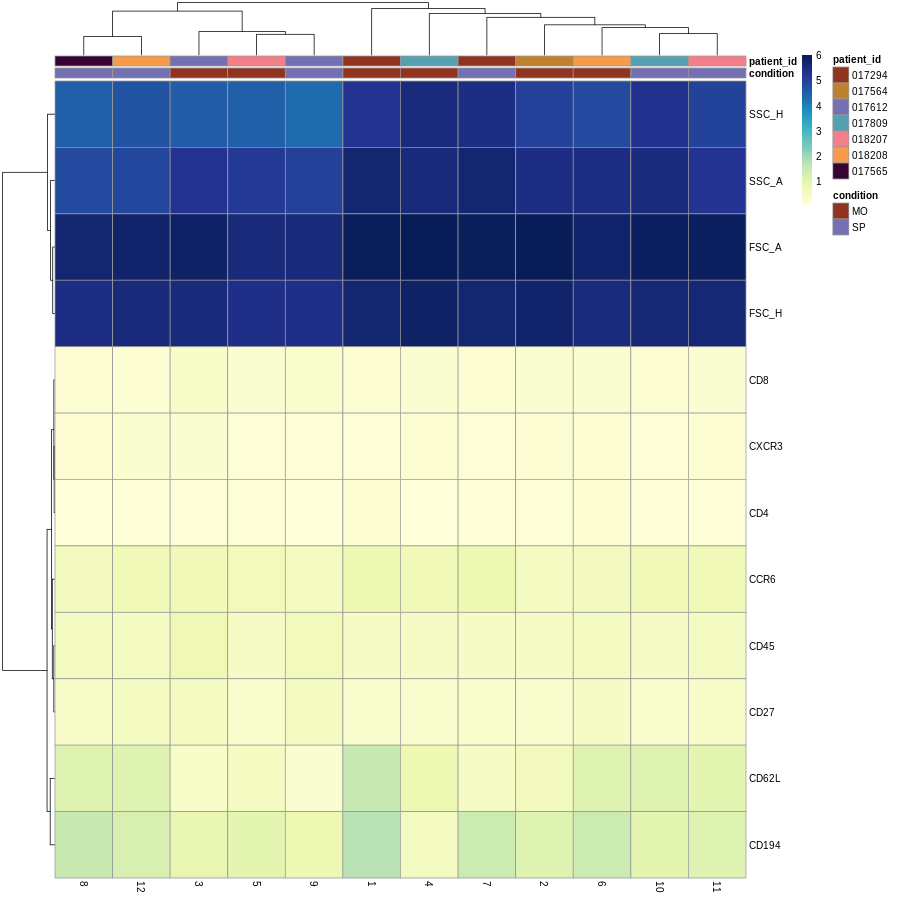 patient_id
condition
SSC_H
SSC_A
FSC_A
FSC_H
CD8
CXCR3
CD4
CCR6
CD45
CD27
CD62L
CD194
8 12 3 5 9 1 4 7 2 6 10 11
6
5
4
3
2
1
patient_id
017294
017564
017612
017809
018207
018208
017565
condition
MO
SP